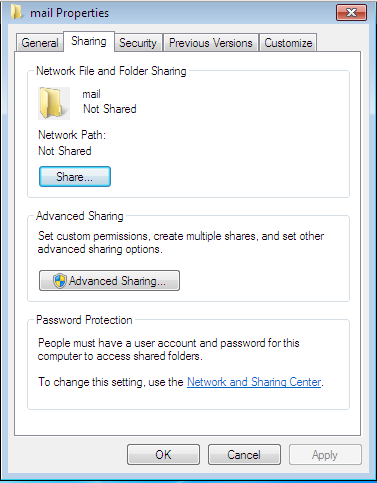 mail Properties
General Sharing Security Previous Versions Customize
Network File and Folder Sharing
mail
Not Shared
Network Path:
Not Shared
Share...
Advanced Sharing
Set custom permissions, create multiple shares, and set other
advanced sharing options.
Advanced Sharing...
Password Protection
People must have a user account and password for this
computer to access shared folders.
To change this setting, use the Network and Sharing Center.
OK Cancel Apply